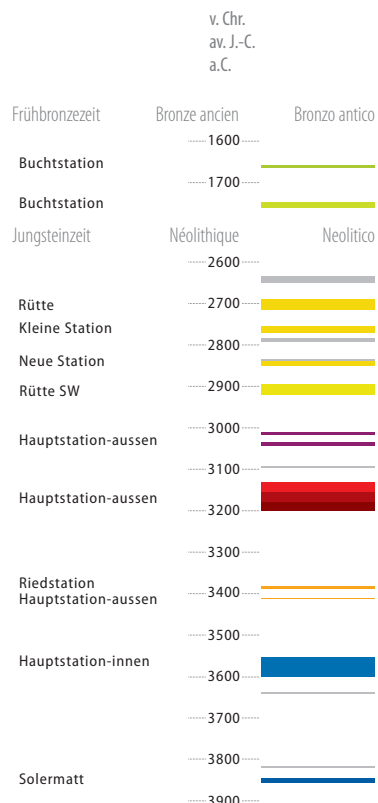 v. Chr.
av. J.-C.
a.C.
Frühbronzezeit Bronze ancien Bronzo antico
1600
Buchtstation
1700
Buchtstation
Jungsteinzeit Néolithique Neolitico
2600
Rütte 2700
Kleine Station
2800
Neue Station
Rütte SW 2900
3000
Hauptstation-aussen
3100
Hauptstation-aussen
3200
3300
Riedstation
3400
Hauptstation-aussen
3500
Hauptstation-innen
3600
3700
3800
Solermatt
3900